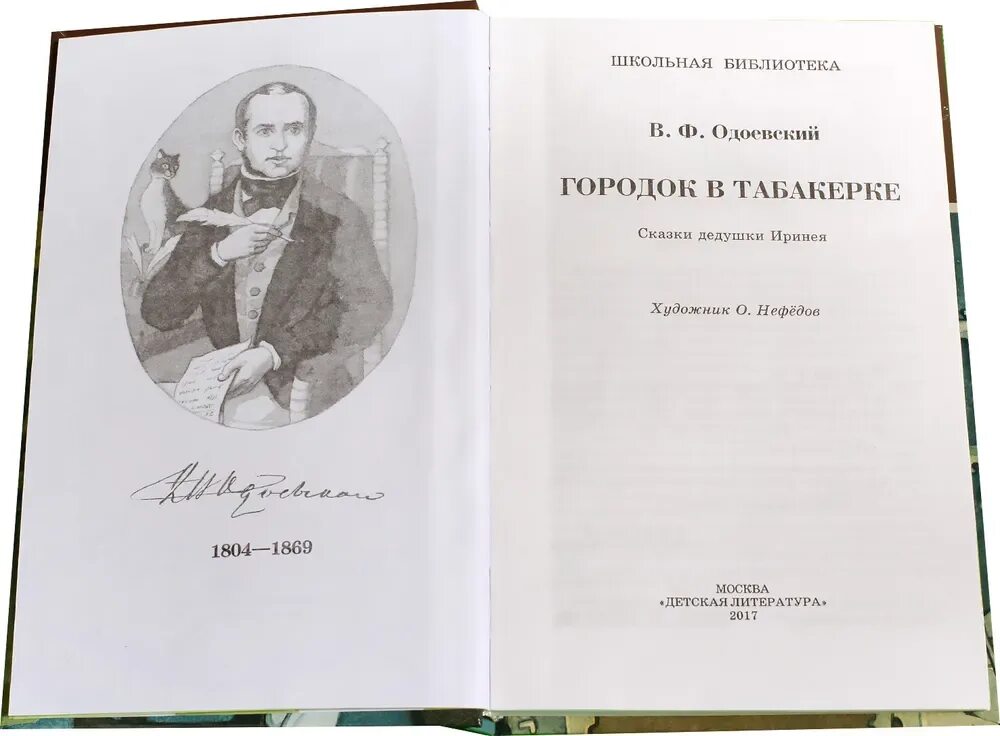 1804—1869
ШКОЛЬНАЯ БИБЛИОТЕКА
В. Ф. Одоевский
ГОРОДОК В ТАБАКЕРКЕ
Сказки дедушки Иринея
Художник О. Нефёдов
МОСКВА
«ДЕТСКАЯ ЛИТЕРАТУРА»
2017